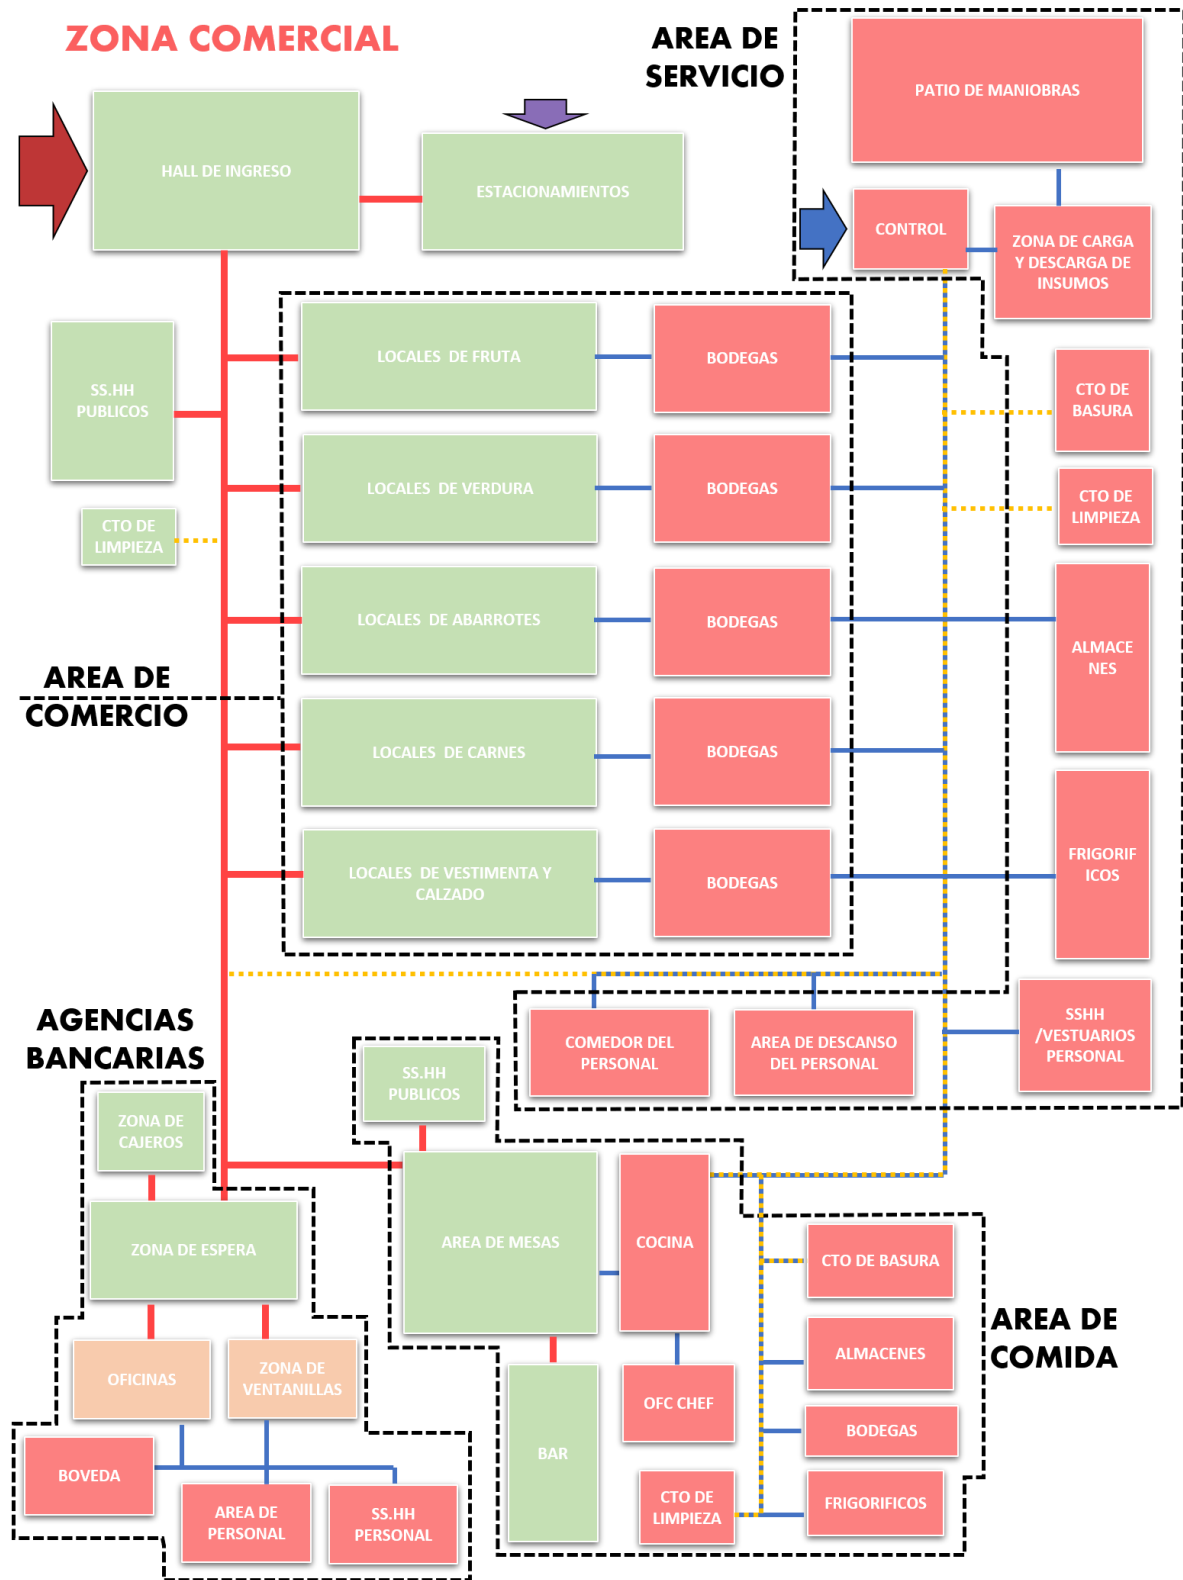 ZONA COMERCIAL
AREA DE
SERVICIO
PATIO DE MANIOBRAS
HALL DE INGRESO
ESTACIONAMIENTOS
CONTROL
ZONA DE CARGA
Y DESCARGA DE
INSUMOS
LOCALES DE FRUTA
BODEGAS
SS.HH
PUBLICOS
CTO DE
BASURA
LOCALES DE VERDURA
BODEGAS
CTO DE
LIMPIEZA
CTO DE
LIMPIEZA
LOCALES DE ABARROTES
BODEGAS
ALMACE
NES
AREA DE
COMERCIO
LOCALES DE CARNES
BODEGAS
LOCALES DE VESTIMENTA Y
CALZADO
BODEGAS
FRIGORIF
ICOS
AGENCIAS
BANCARIAS
COMEDOR DEL
PERSONAL
AREA DE DESCANSO
DEL PERSONAL
SSHH
/VESTUARIOS
PERSONAL
SS.HH
PUBLICOS
ZONA DE
CAJEROS
ZONA DE ESPERA
AREA DE MESAS
COCINA
CTO DE BASURA
AREA DE
COMIDA
ALMACENES
OFICINAS
ZONA DE
VENTANILLAS
OFC CHEF
BODEGAS
BAR
BOVEDA
AREA DE
PERSONAL
SS.HH
PERSONAL
CTO DE
LIMPIEZA
FRIGORIFICOS